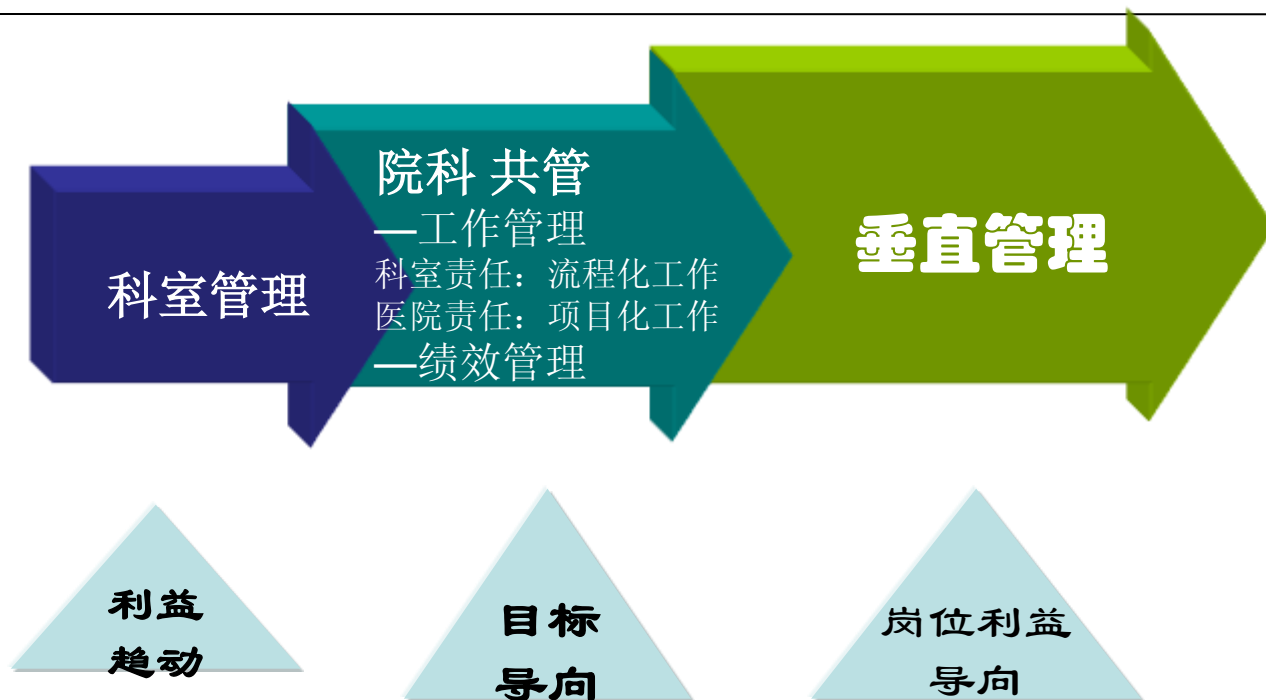 科室管理
院科 共管
—工作管理
科室责任：流程化工作
医院责任：项目化工作
—绩效管理
垂直管理
利益
趋动
目标
导向
岗位利益
导向